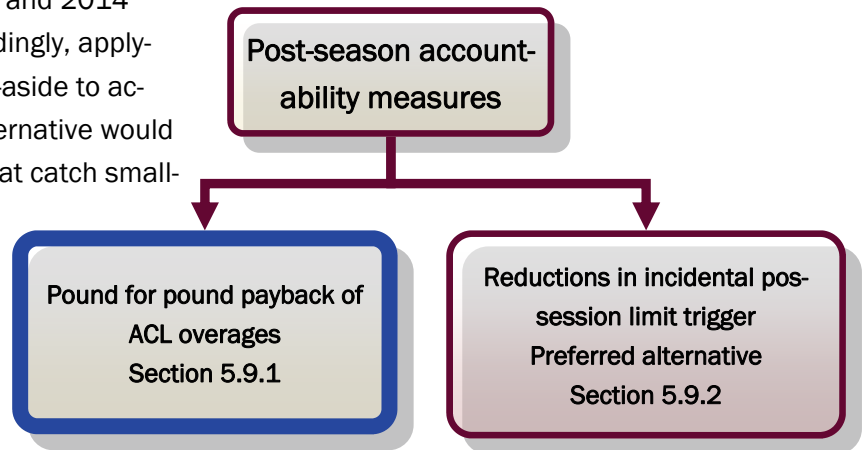 and 2014
dingly, apply-
-aside to ac-
ernative would
at catch small-
Post-season account-
ability measures
Pound for pound payback of
ACL overages
Section 5.9.1
Reductions in incidental pos-
session limit trigger
Preferred alternative
Section 5.9.2